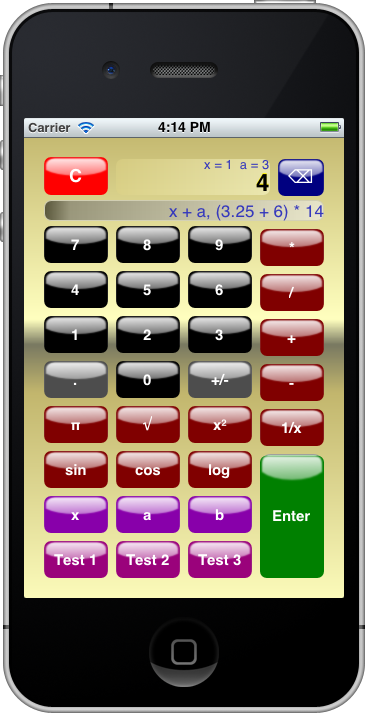 Carrier 4:14 PM
x = 1 a = 3
C 4 ⌫
x + a, (3.25 + 6) * 14
7 8 9 *
4 5 6 /
1 2 3 +
. 0 +/- -
π √ x² 1/x
sin cos log
x a b Enter
Test 1 Test 2 Test 3